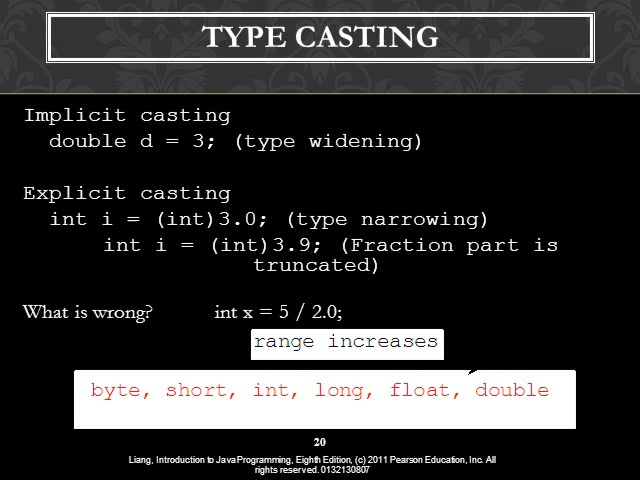 TYPE CASTING
Implicit casting
double d = 3; (type widening)
Explicit casting
int i = (int)3.0; (type narrowing)
int i = (int)3.9; (Fraction part is
truncated)
What is wrong? int x = 5 / 2.0;
range increases
byte, short, int, long, float, double
20
Liang, Introduction to Java Programming, Eighth Edition, (c) 2011 Pearson Education, Inc. All
rights reserved. 0132130807